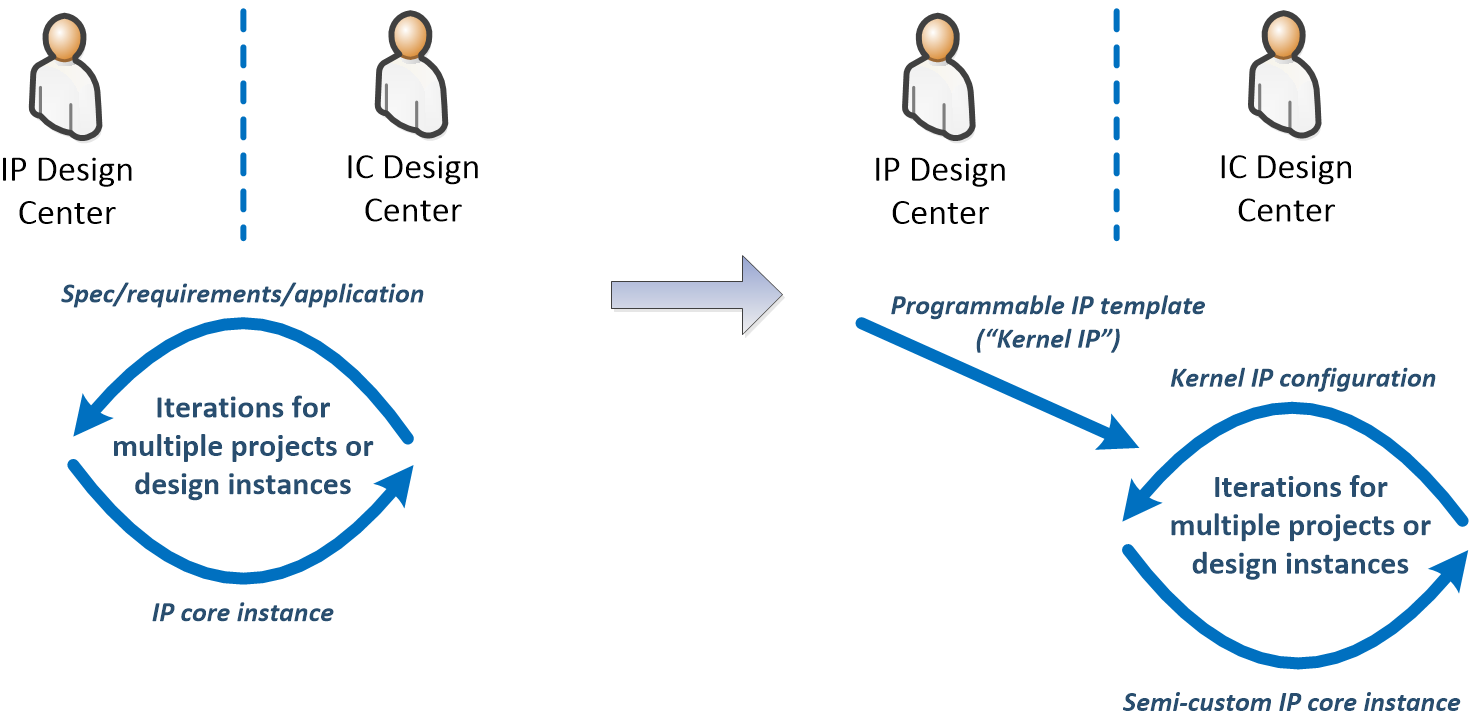 IP Design
Center
IC Design
Center
Spec/requirements/application
Iterations for
multiple projects or
design instances
IP core instance
IP Design
Center
IC Design
Center
Programmable IP template
(“Kernel IP”)
Kernel IP configuration
Iterations for
multiple projects or
design instances
Semi-custom IP core instance